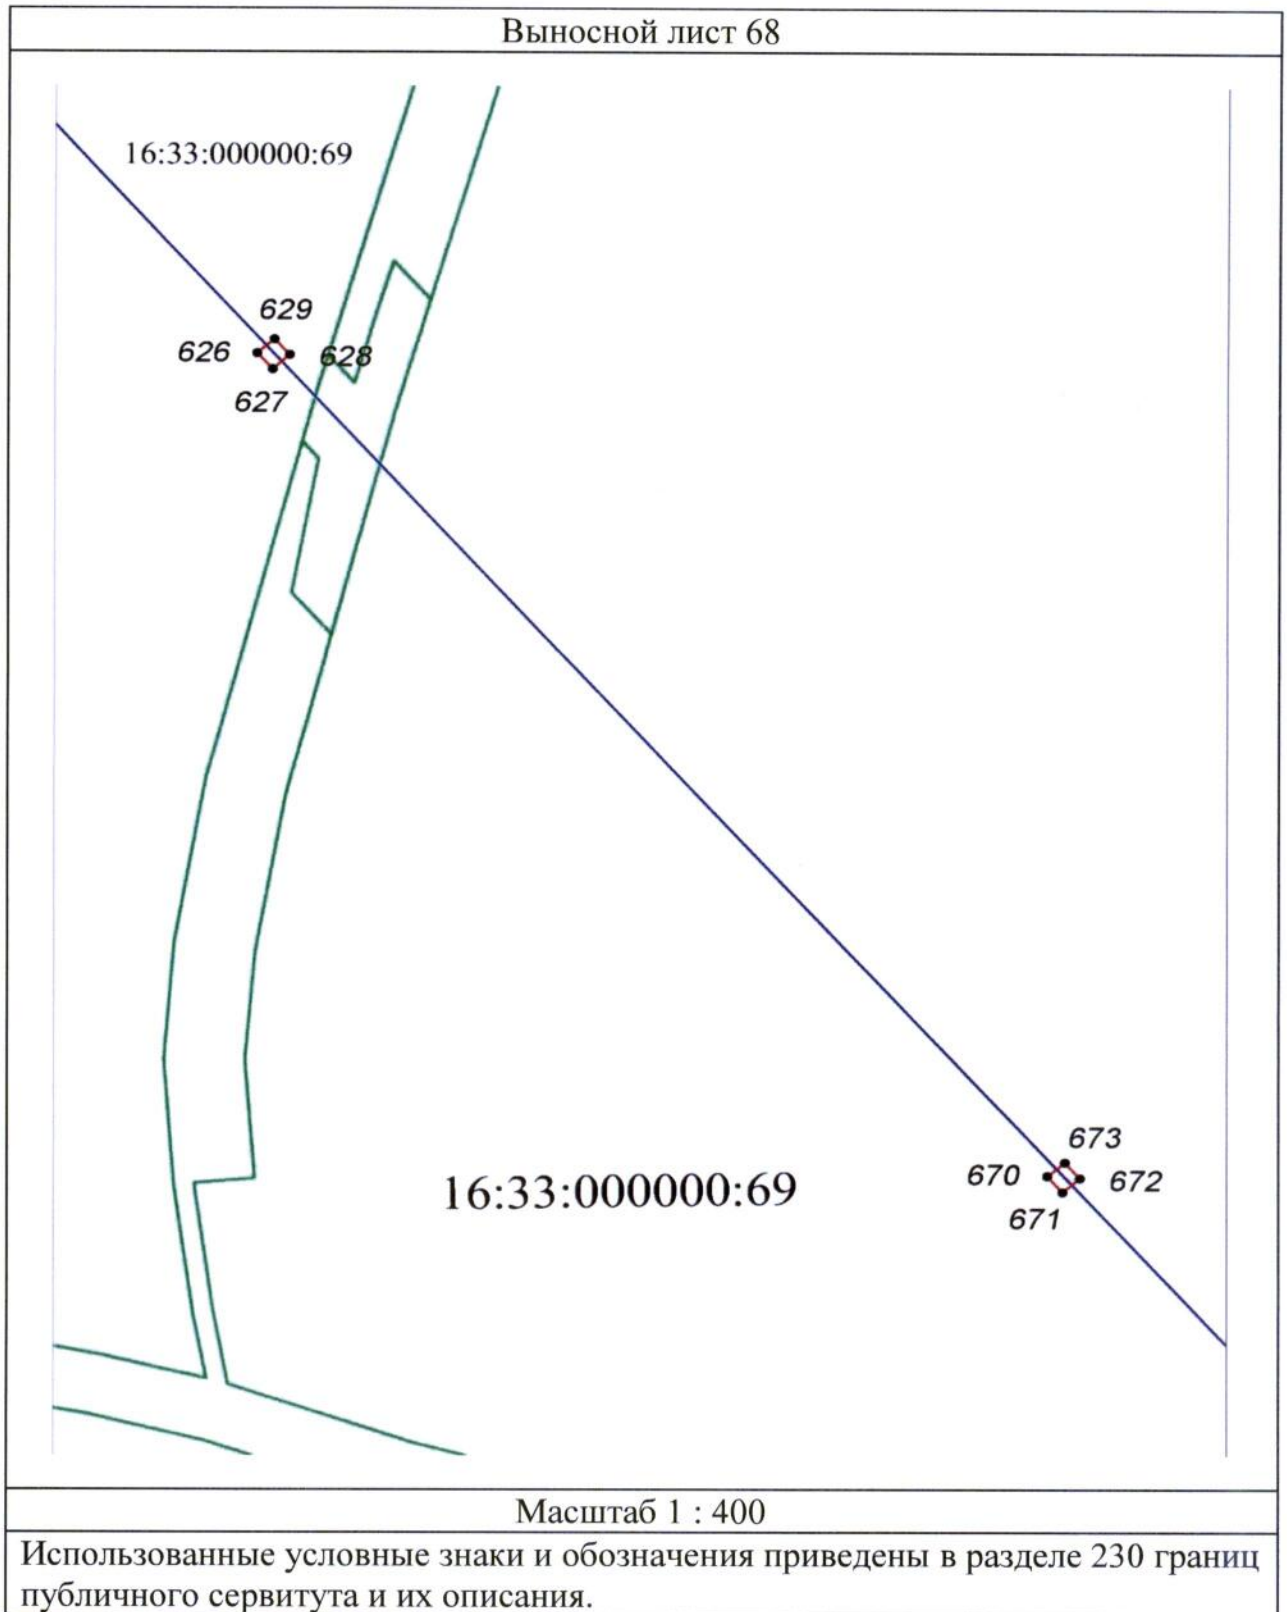 Выносной лист 68
16:33:000000:69
629
626
628
627
673
670
672
671
16:33:000000:69
Масштаб 1 : 400
Использованные условные знаки и обозначения приведены в разделе 230 границ
публичного сервитута и их описания.